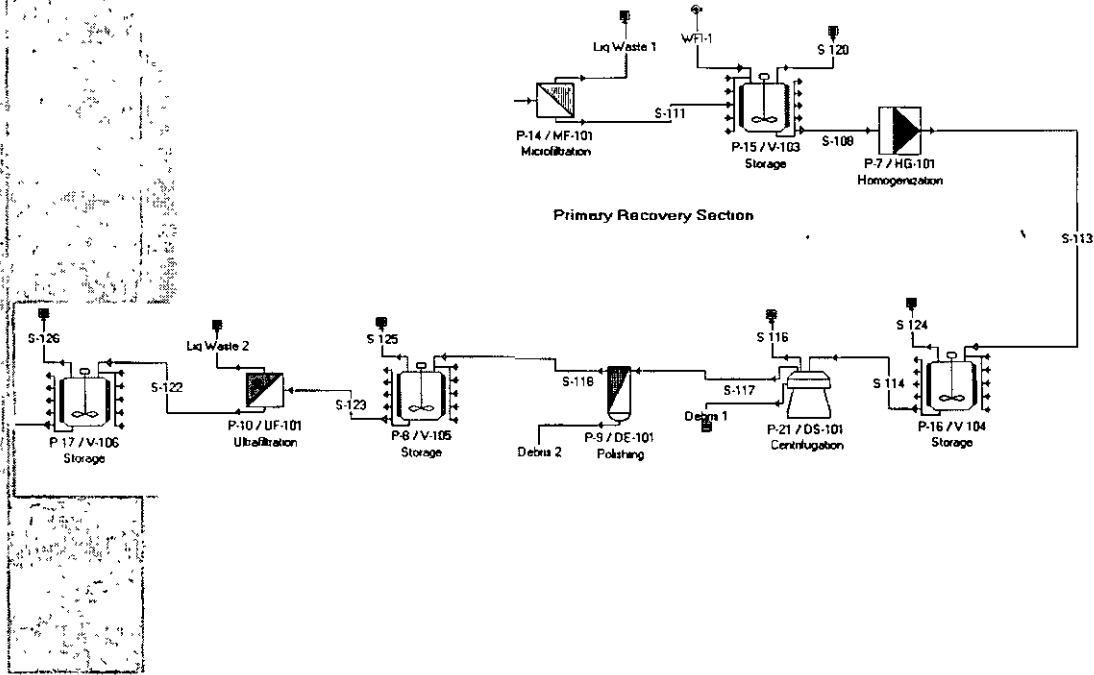 Liq Waste 1
WFI-1
S 120
S-111
P-14 / MF-101
Microfiltration
P-15 / V-103
Storage
S-108
P-7 / HG-101
Homogenization
Primary Recovery Section
S-113
S-126
Liq Waste 2
S 125
S 116
S 124
S-122
S-123
S-118
S-117
S 114
P 17 / V-106
Storage
P-10 / UF-101
Ultrafiltration
P-8 / V-105
Storage
Debris 2
P-9 / DE-101
Polishing
Debris 1
P-21 / DS-101
Centrifugation
P-16 / V 104
Storage